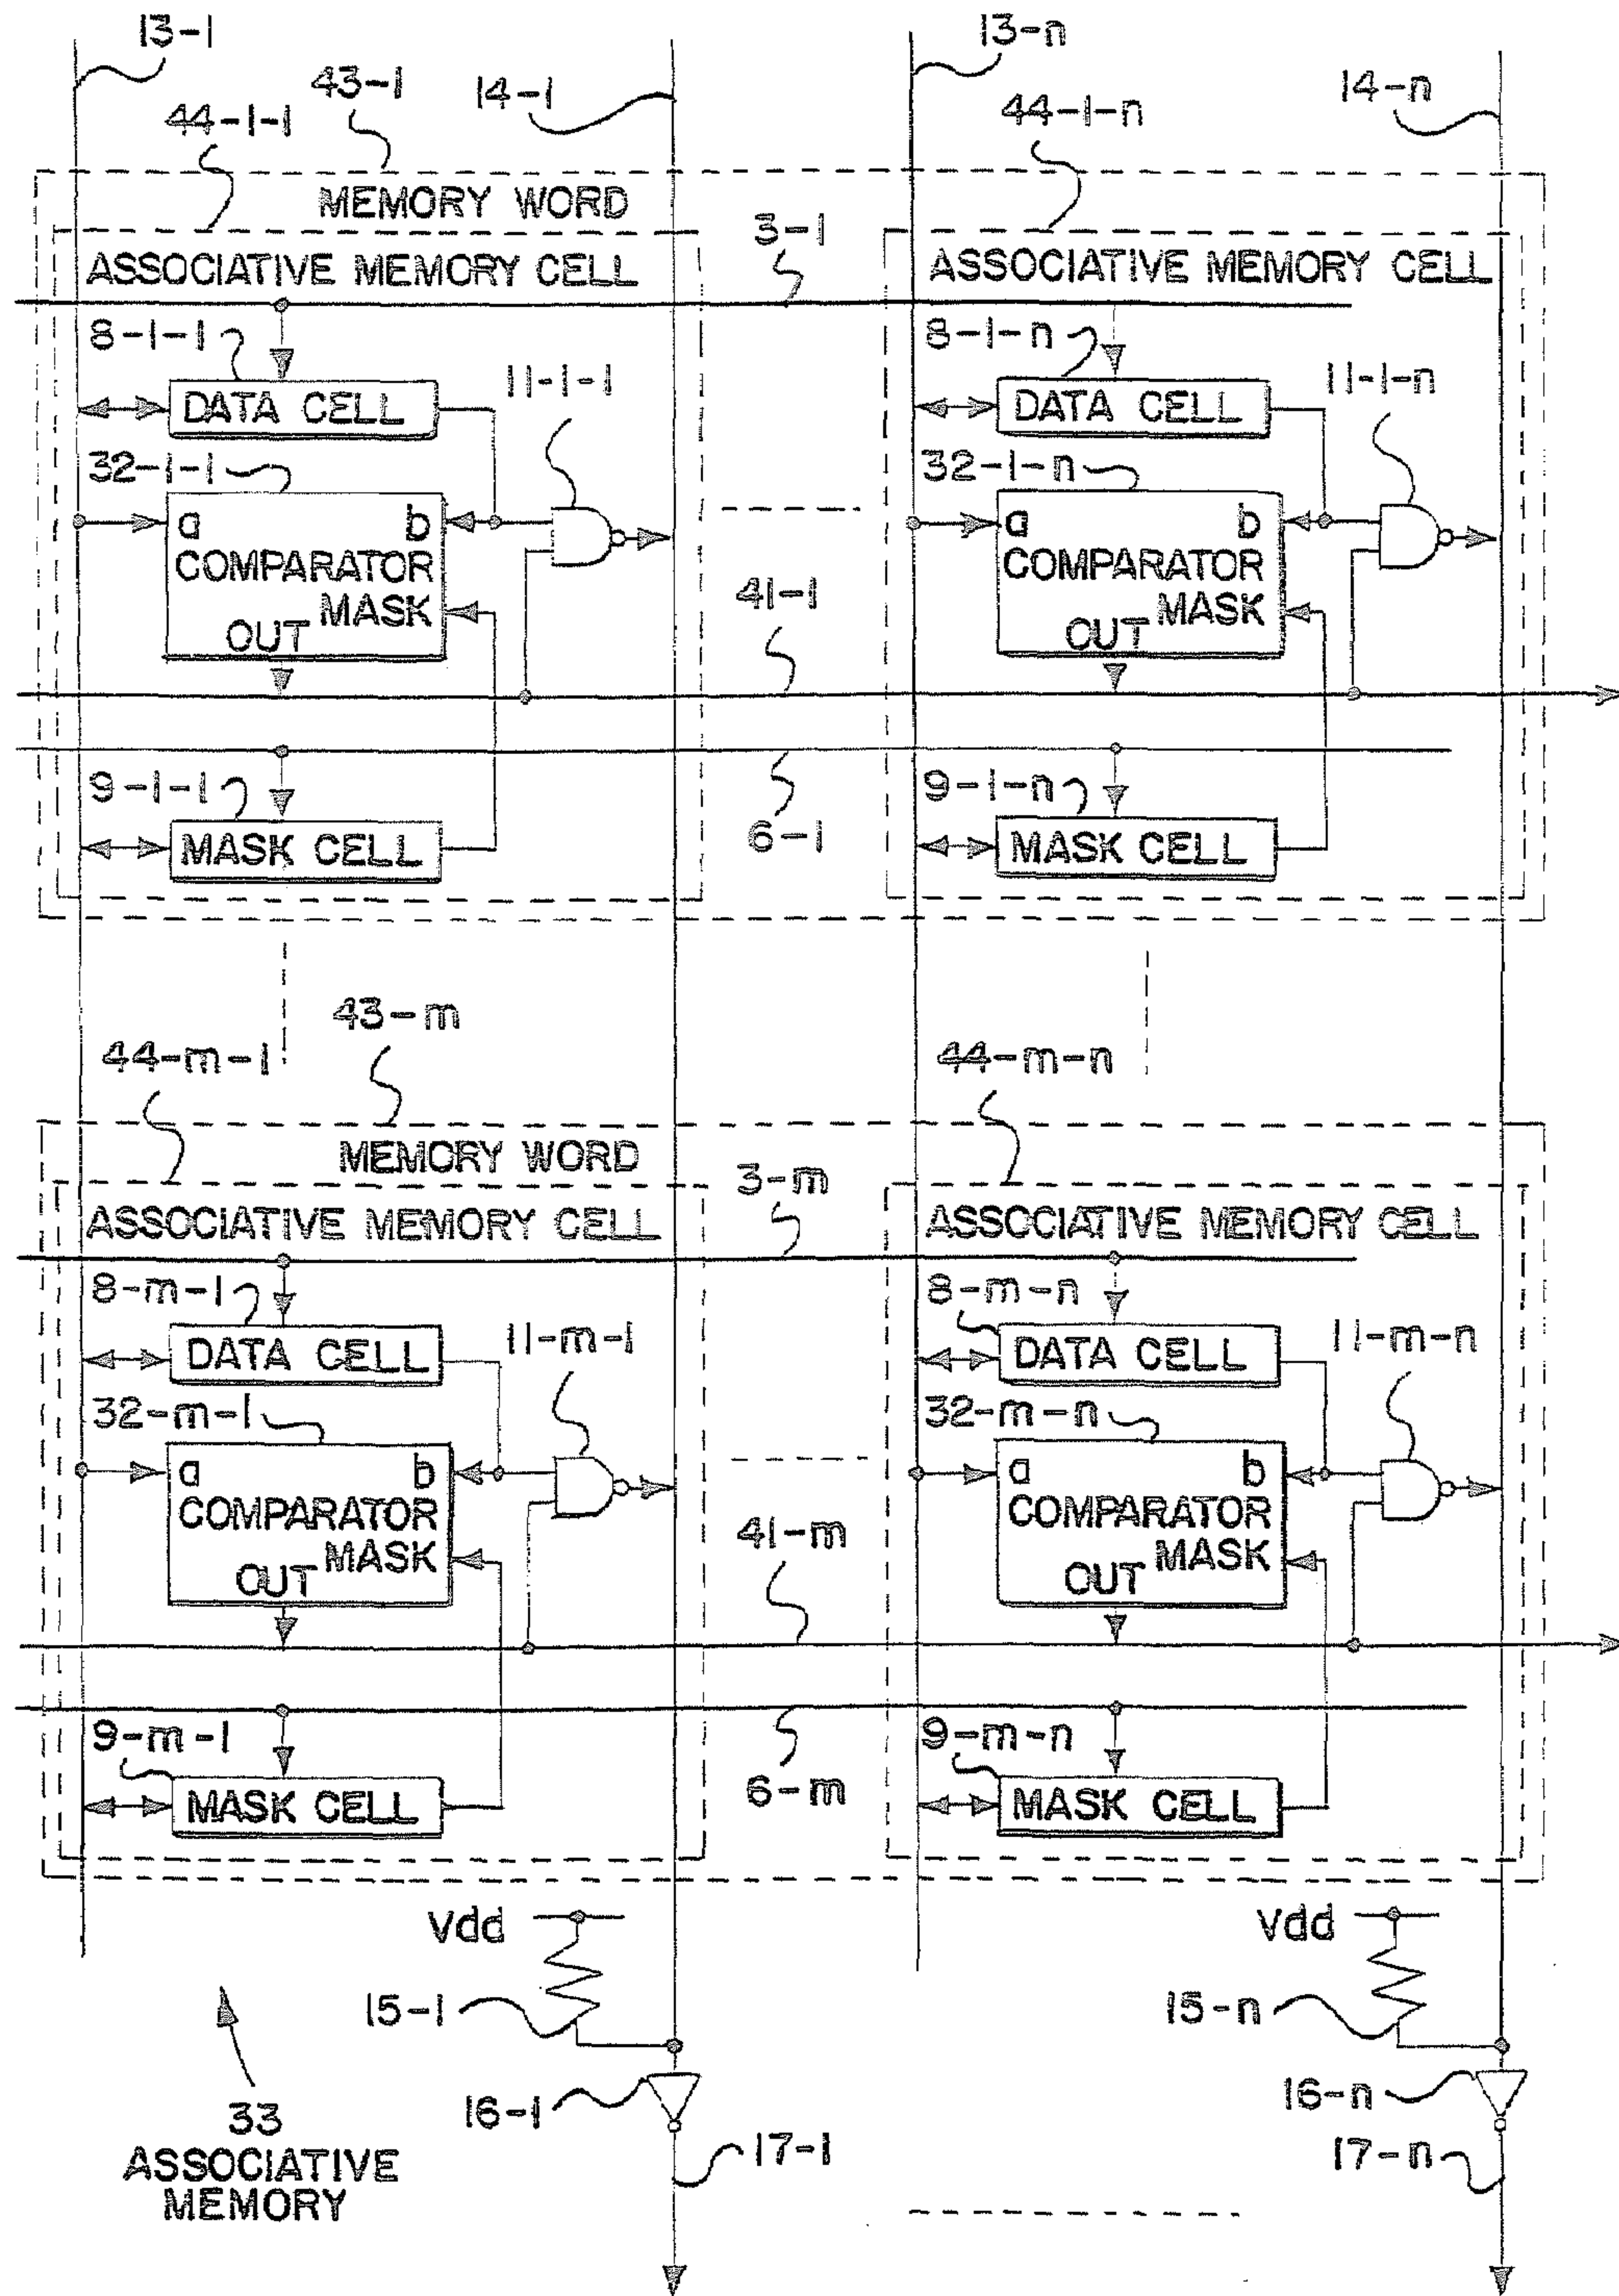 13-1
13-n
43-1
14-1
14-n
44-1-1
44-1-n
MEMORY WORD
3-1
ASSOCIATIVE MEMORY CELL
ASSOCIATIVE MEMORY CELL
8-1-1
8-1-n
11-1-1
11-1-n
DATA CELL
DATA CELL
32-1-1
32-1-n
a b
a b
COMPARATOR
COMPARATOR
MASK
MASK
OUT
OUT
41-1
9-1-1
9-1-n
6-1
MASK CELL
MASK CELL
43-m
44-m-1
44-m-n
MEMORY WORD
3-m
ASSOCIATIVE MEMORY CELL
ASSOCIATIVE MEMORY CELL
8-m-1
8-m-n
11-m-1
11-m-n
DATA CELL
DATA CELL
32-m-1
32-m-n
a b
a b
COMPARATOR
COMPARATOR
MASK
MASK
OUT
OUT
41-m
9-m-1
9-m-n
6-m
MASK CELL
MASK CELL
Vdd
Vdd
15-1
15-n
16-1
16-n
33
ASSOCIATIVE
MEMORY
17-1
17-n